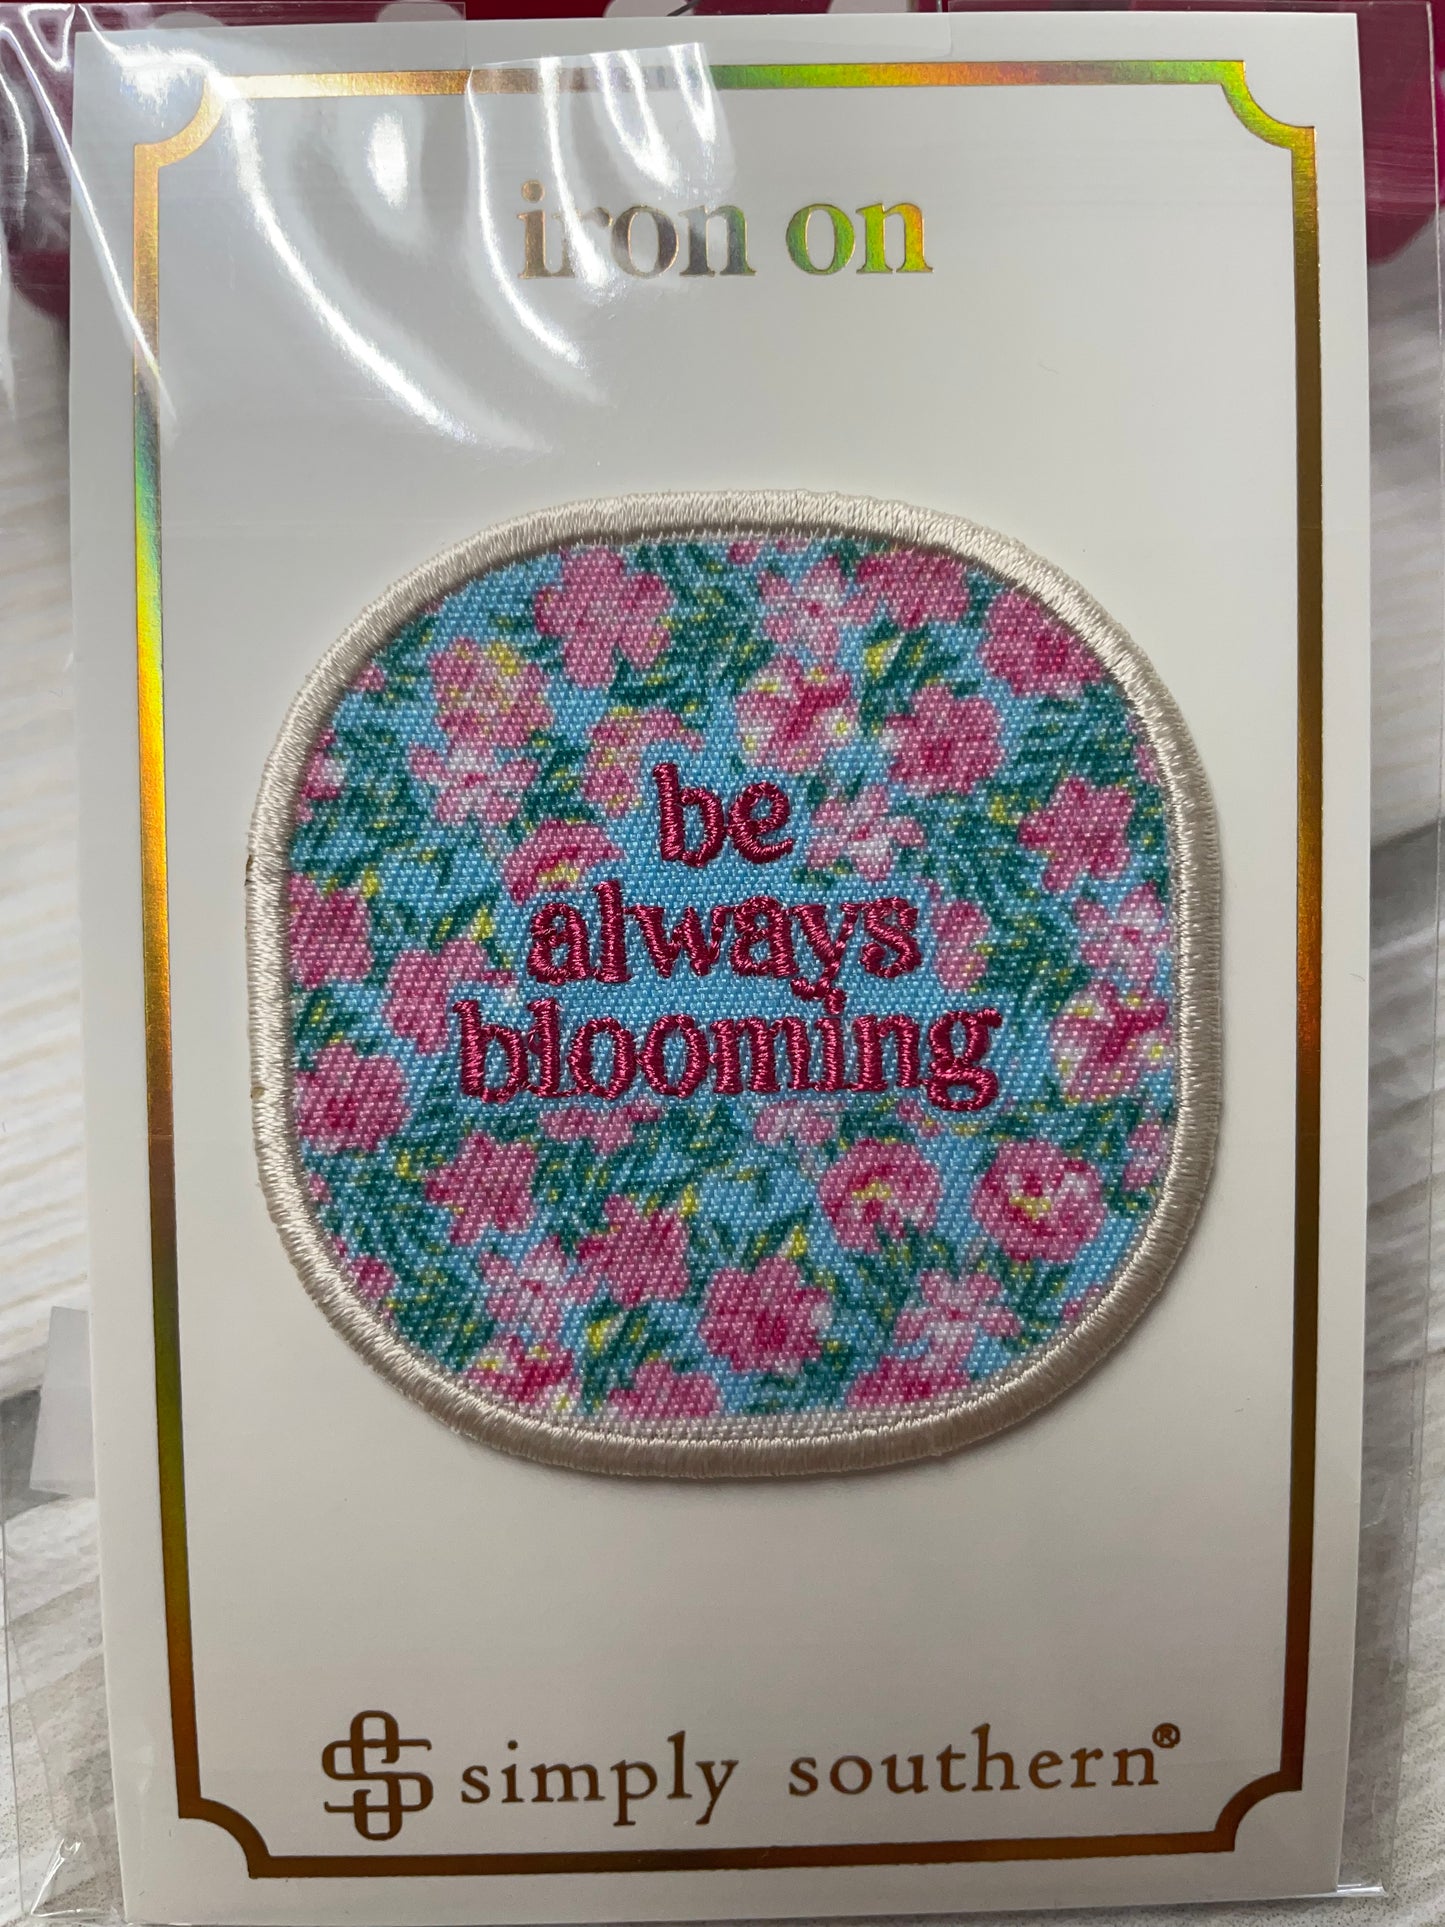 iron on
be
always
blooming
simply southern®